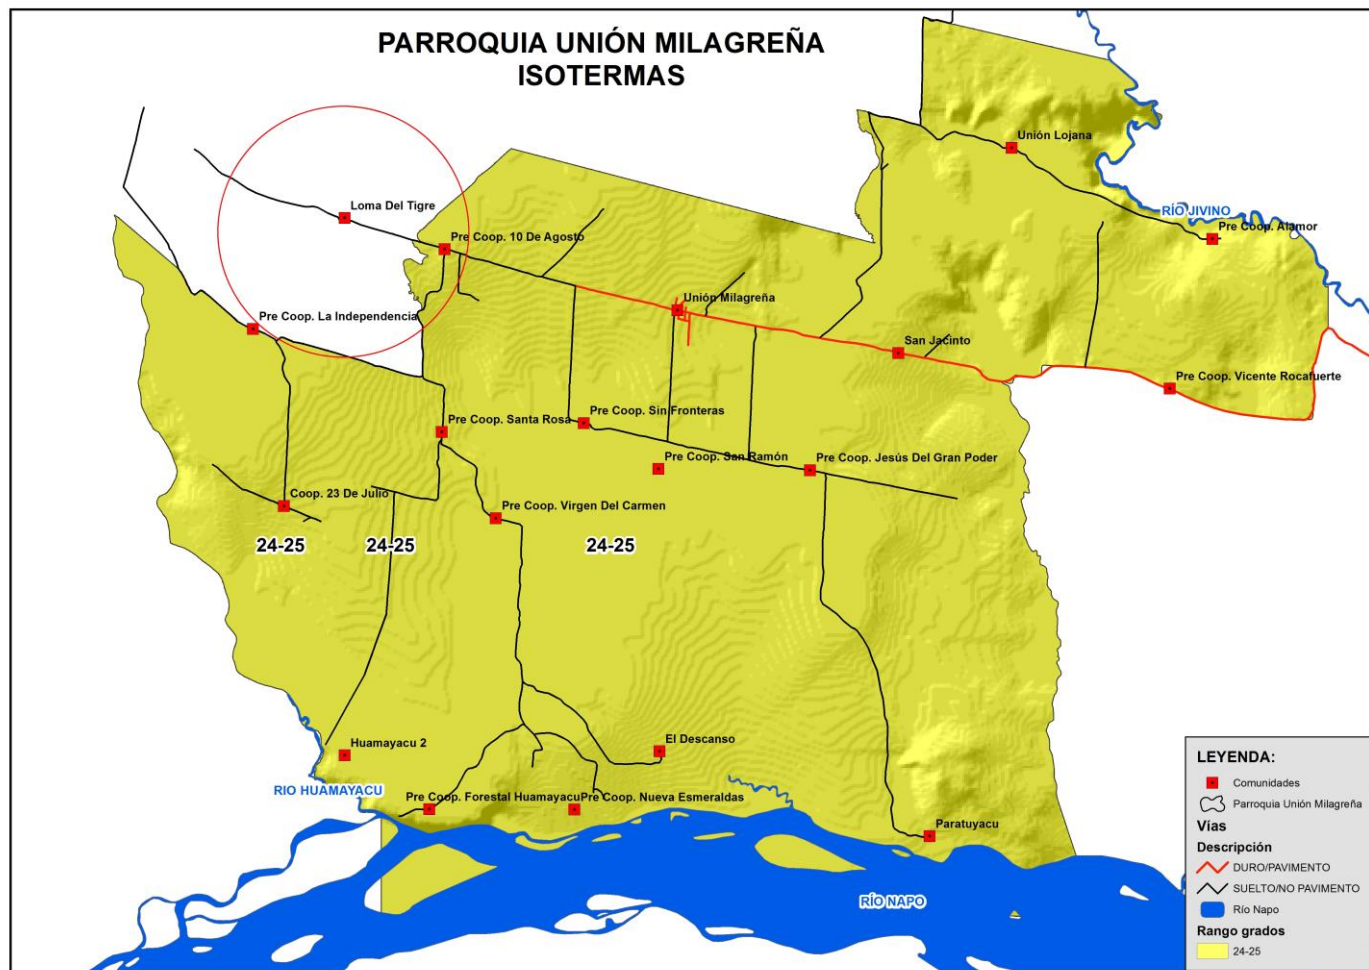 PARROQUIA UNIÓN MILAGREÑA
ISOTERMAS
Unión Lojana
Loma Del Tigre
RÍO JIVINO
Pre Coop. 10 De Agosto
Pre Coop. Alamor
Unión Milagreña
Pre Coop. La Independencia
San Jacinto
Pre Coop. Vicente Rocafuerte
Pre Coop. Santa Rosa
Pre Coop. Sin Fronteras
Pre Coop. San Ramón
Pre Coop. Jesús Del Gran Poder
Coop. 23 De Julio
Pre Coop. Virgen Del Carmen
24-25
24-25
24-25
Huamayacu 2
El Descanso
RIO HUAMAYACU
Pre Coop. Forestal Huamayacu
Pre Coop. Nueva Esmeraldas
Paratuyacu
RÍO NAPO
LEYENDA:
Comunidades
Parroquia Unión Milagreña
Vías
Descripción
DURO/PAVIMENTO
SUELTO/NO PAVIMENTO
Río Napo
Rango grados
24-25